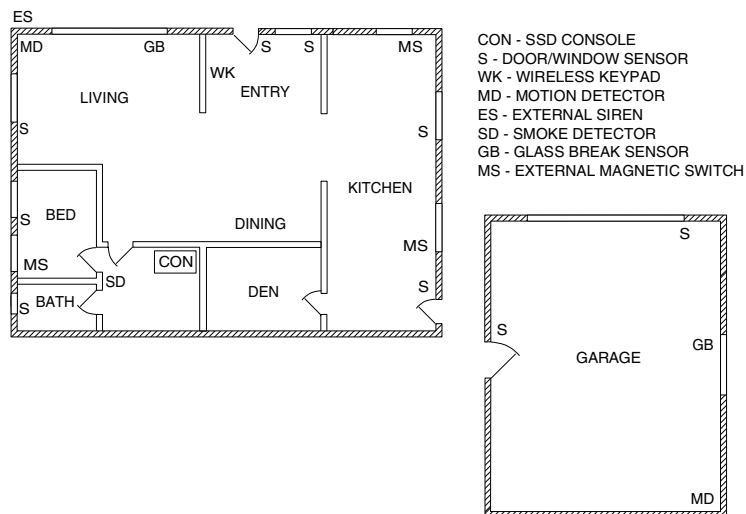 ES
MD
GB
S
S
MS
WK
LIVING
ENTRY
S
S
KITCHEN
BED
S
DINING
MS
MS
SD
CON
S
BATH
DEN
S
CON - SSD CONSOLE
S - DOOR/WINDOW SENSOR
WK - WIRELESS KEYPAD
MD - MOTION DETECTOR
ES - EXTERNAL SIREN
SD - SMOKE DETECTOR
GB - GLASS BREAK SENSOR
MS - EXTERNAL MAGNETIC SWITCH
S
S
GB
GARAGE
MD